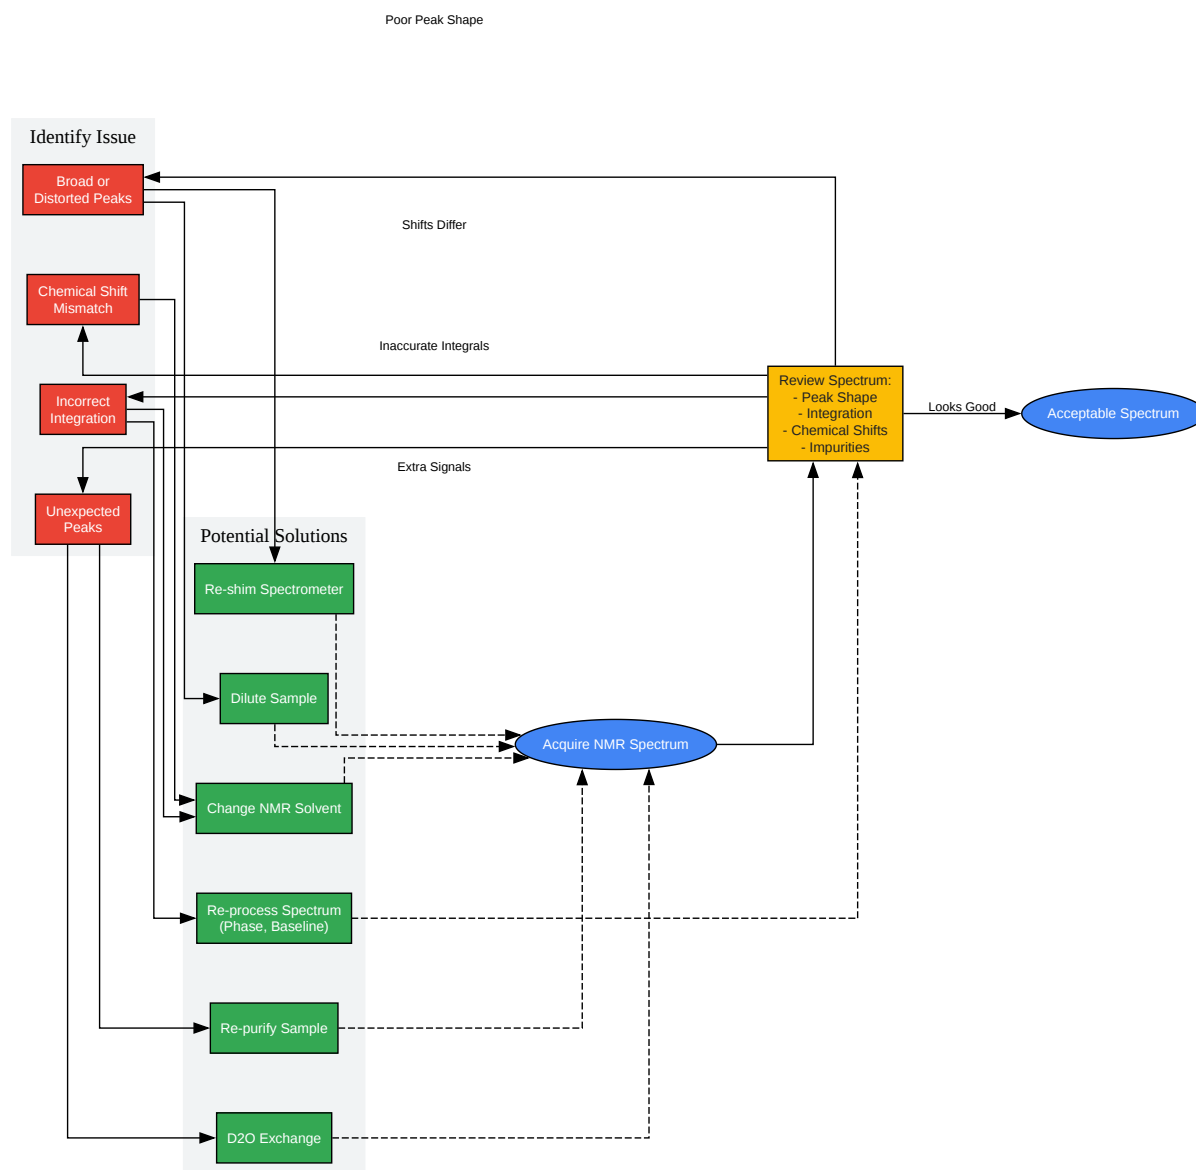 Poor Peak Shape
Identify Issue
Broad or
Distorted Peaks
Shifts Differ
Chemical Shift
Mismatch
Inaccurate Integrals
Incorrect
Integration
Review Spectrum:
- Peak Shape
- Integration
- Chemical Shifts
- Impurities
Looks Good
Acceptable Spectrum
Extra Signals
Unexpected
Peaks
Potential Solutions
Re-shim Spectrometer
Dilute Sample
Acquire NMR Spectrum
Change NMR Solvent
Re-process Spectrum
(Phase, Baseline)
Re-purify Sample
D2O Exchange